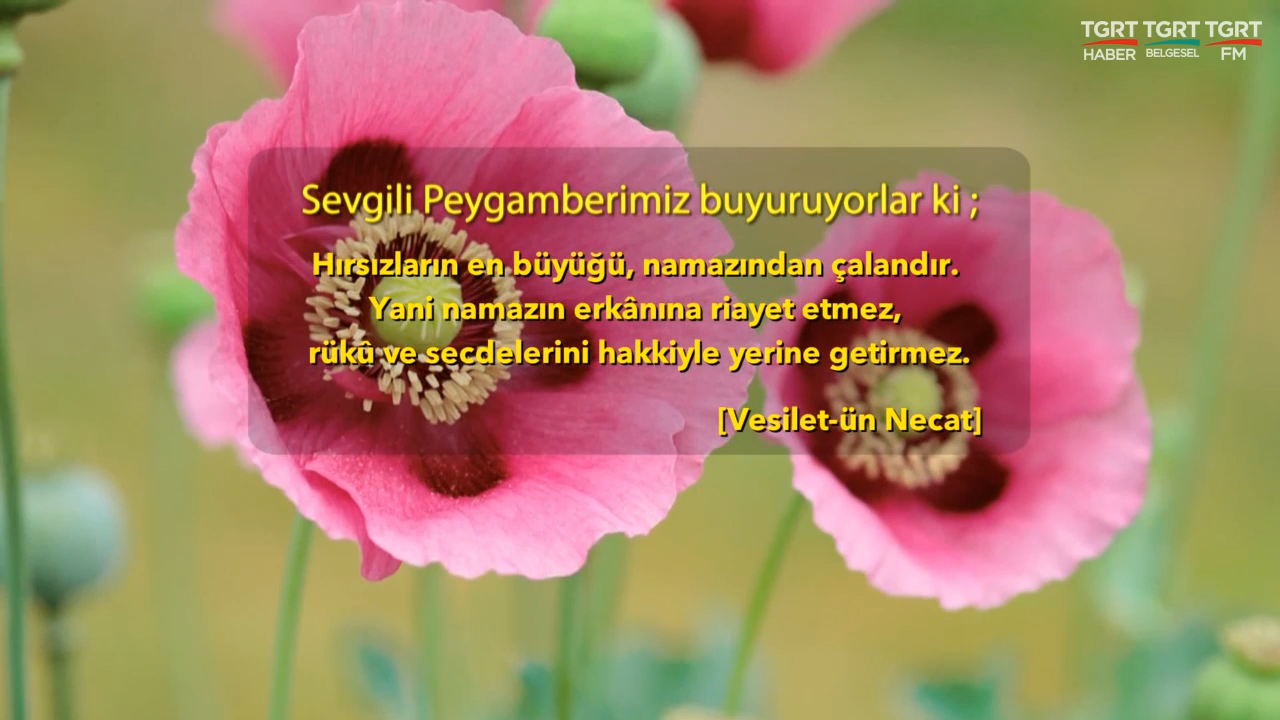 TGRT TGRT TGRT
HABER BELGESEL FM
Sevgili Peygamberimiz buyuruyorlar ki ;
Hırsızların en büyüğü, namazından çalandır.
Yani namazın erkânına riayet etmez,
rükû ve secdelerini hakkiyle yerine getirmez.
[Vesilet-ün Necat]